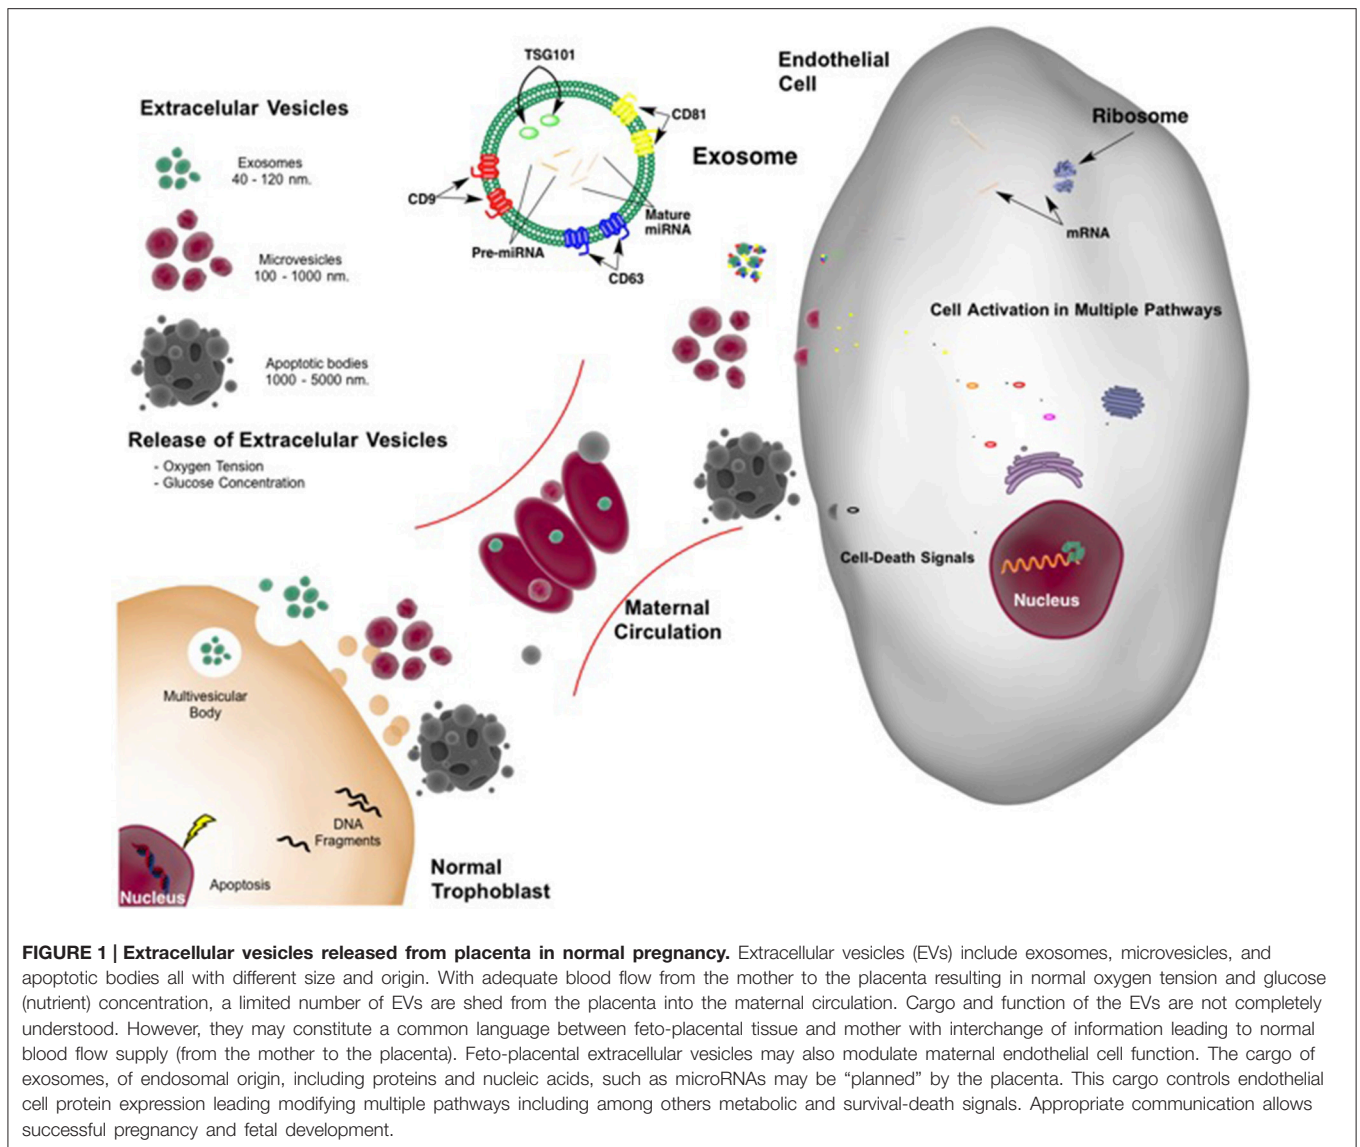 Extracelular Vesicles
Exosomes
40 - 120 nm.
Microvesicles
100 - 1000 nm.
Apoptotic bodies
1000 - 5000 nm.
Release of Extracelular Vesicles
- Oxygen Tension
- Glucose Concentration
TSG101
CD81
Exosome
CD9
Mature
miRNA
Pre-miRNA
CD63
Endothelial
Cell
Ribosome
mRNA
Cell Activation in Multiple Pathways
Cell-Death Signals
Nucleus
Maternal
Circulation
Multivesicular
Body
DNA
Fragments
Apoptosis
Nucleus
Normal
Trophoblast
FIGURE 1 | Extracellular vesicles released from placenta in normal pregnancy. Extracellular vesicles (EVs) include exosomes, microvesicles, and
apoptotic bodies all with different size and origin. With adequate blood flow from the mother to the placenta resulting in normal oxygen tension and glucose
(nutrient) concentration, a limited number of EVs are shed from the placenta into the maternal circulation. Cargo and function of the EVs are not completely
understood. However, they may constitute a common language between feto-placental tissue and mother with interchange of information leading to normal
blood flow supply (from the mother to the placenta). Feto-placental extracellular vesicles may also modulate maternal endothelial cell function. The cargo of
exosomes, of endosomal origin, including proteins and nucleic acids, such as microRNAs may be “planned” by the placenta. This cargo controls endothelial
cell protein expression leading modifying multiple pathways including among others metabolic and survival-death signals. Appropriate communication allows
successful pregnancy and fetal development.